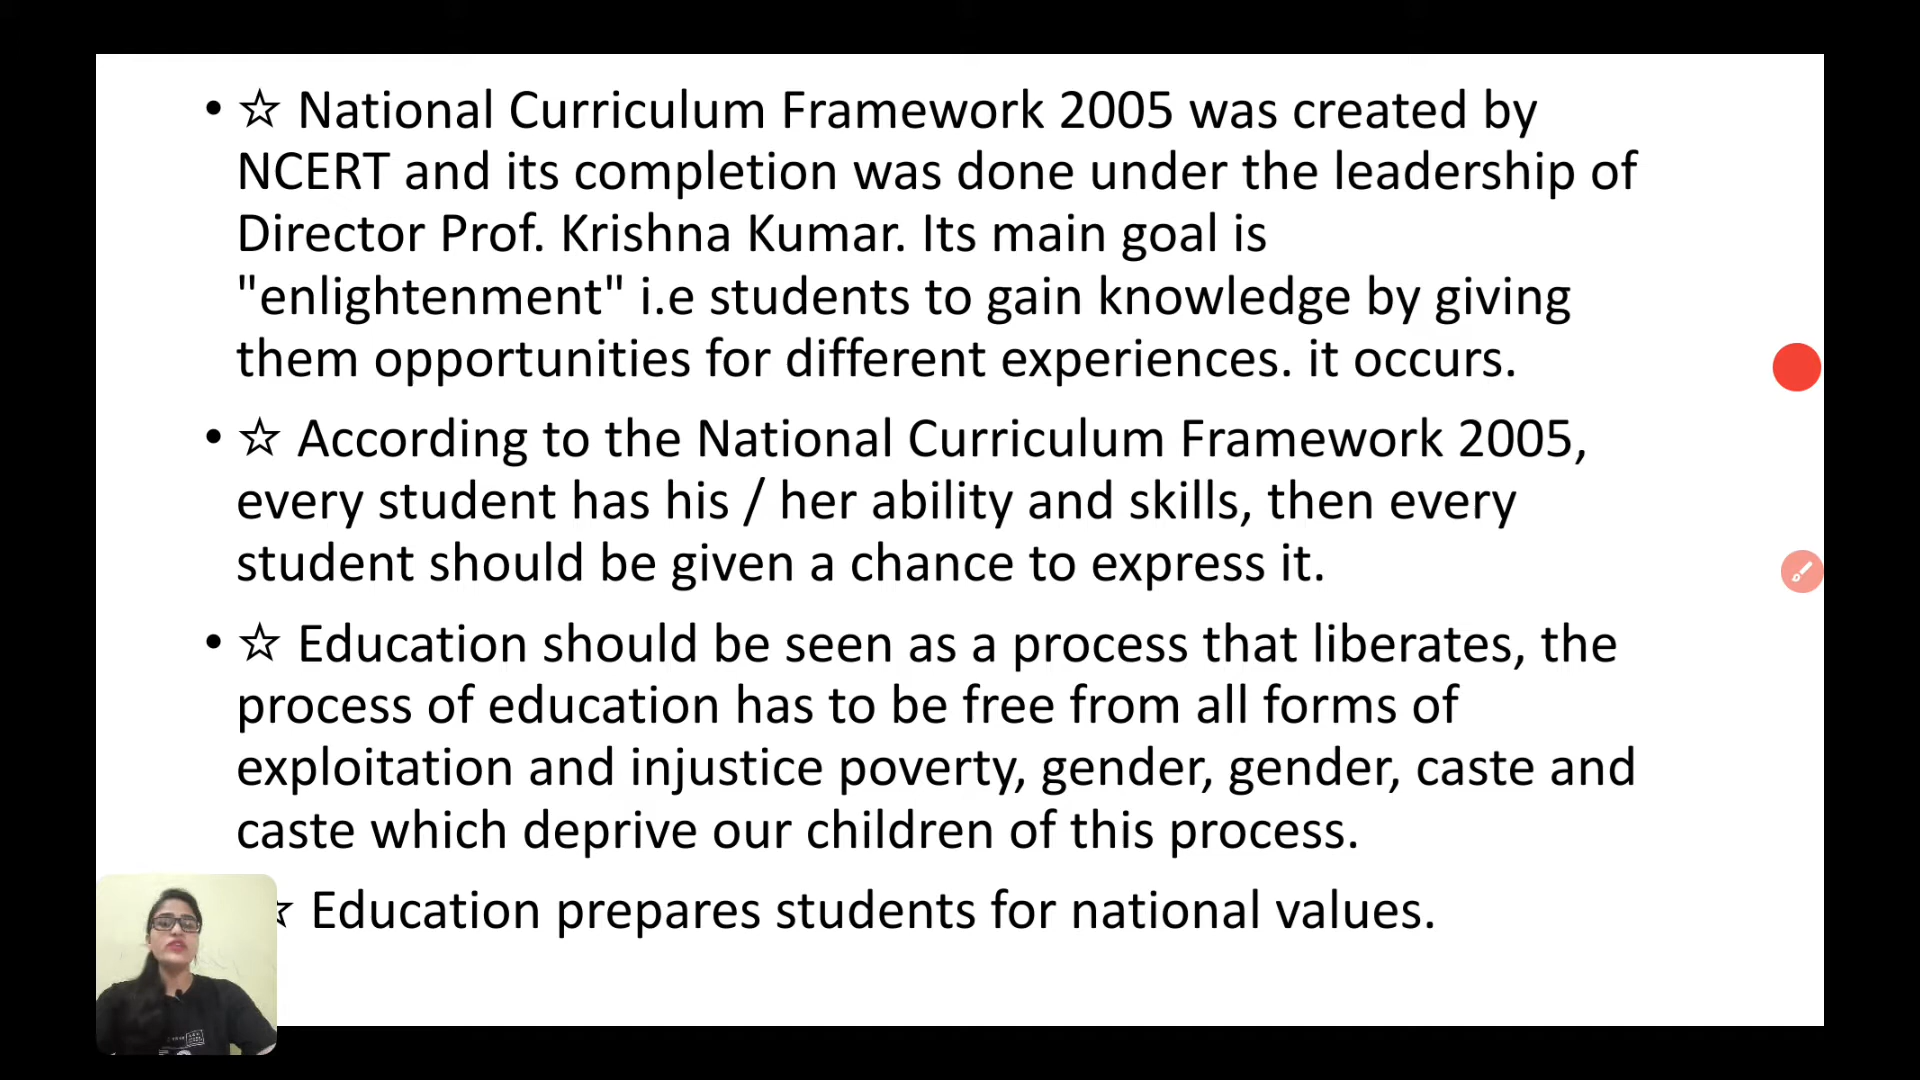 • ☆ National Curriculum Framework 2005 was created by
NCERT and its completion was done under the leadership of
Director Prof. Krishna Kumar. Its main goal is
"enlightenment" i.e students to gain knowledge by giving
them opportunities for different experiences. it occurs.
• ☆ According to the National Curriculum Framework 2005,
every student has his / her ability and skills, then every
student should be given a chance to express it.
• ☆ Education should be seen as a process that liberates, the
process of education has to be free from all forms of
exploitation and injustice poverty, gender, gender, caste and
caste which deprive our children of this process.
☆ Education prepares students for national values.